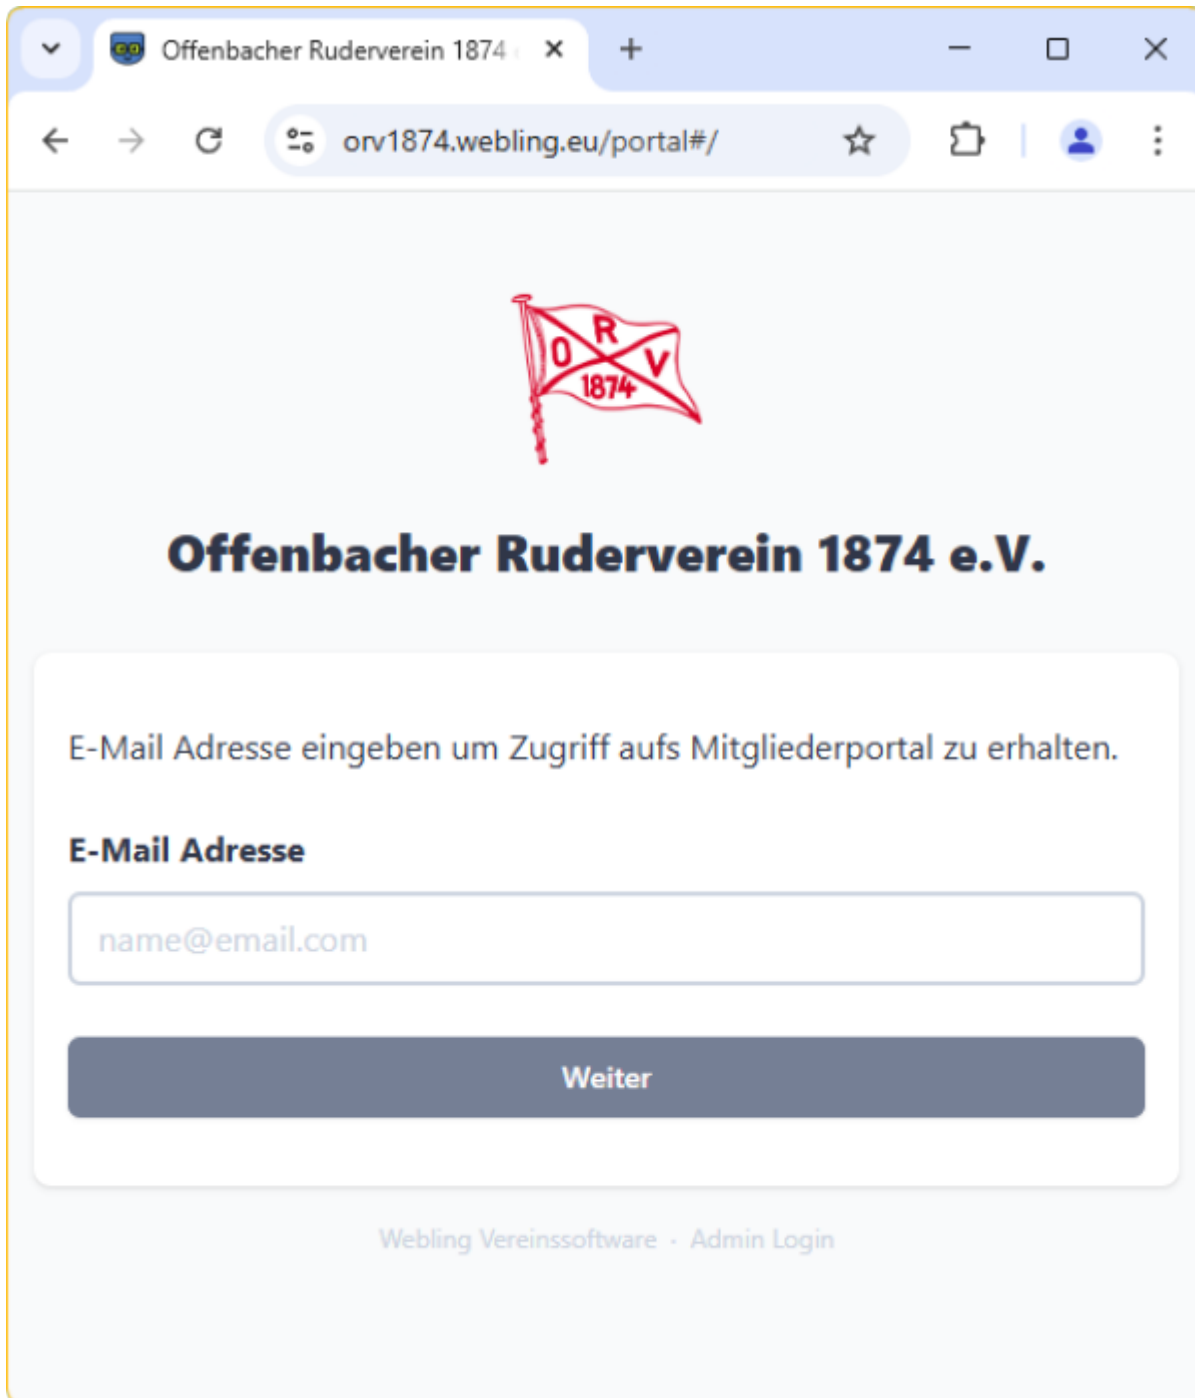 Offenbacher Ruderverein 1874
orv1874.webling.eu/portal#/
O R V
1874
Offenbacher Ruderverein 1874 e.V.
E-Mail Adresse eingeben um Zugriff aufs Mitgliederportal zu erhalten.
E-Mail Adresse
name@email.com
Weiter
Webling Vereinssoftware · Admin Login